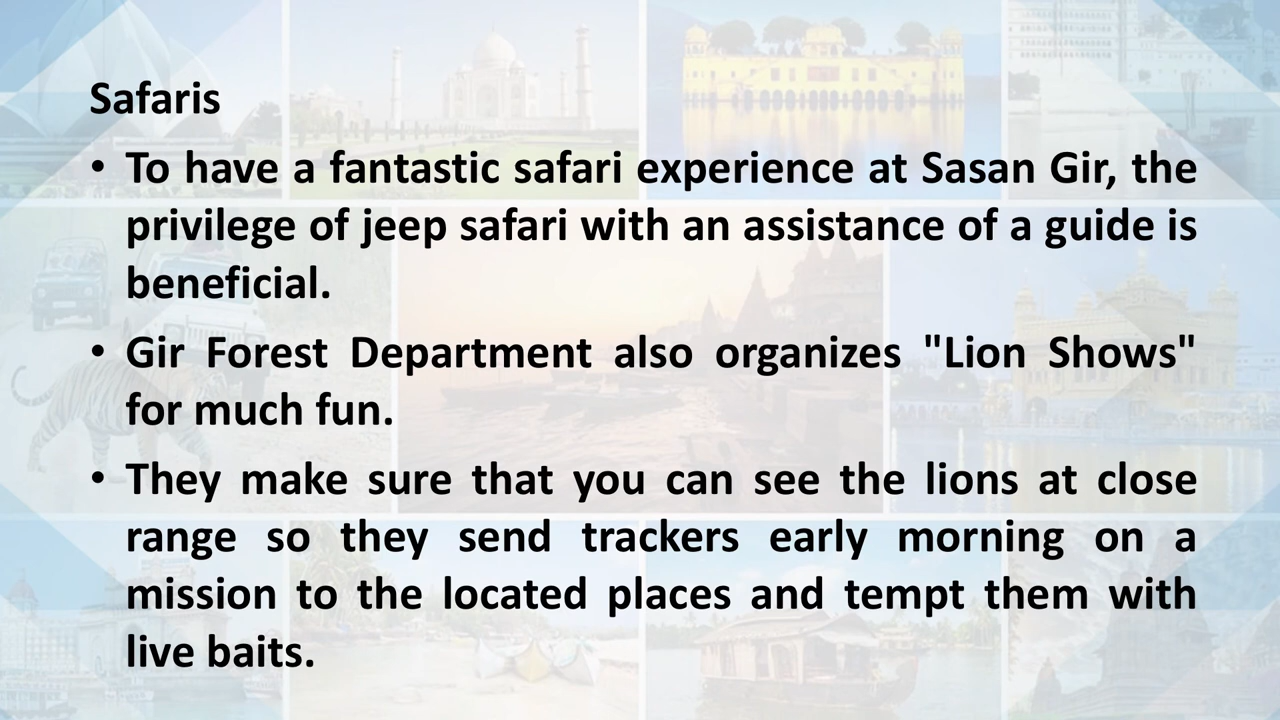 Safaris
• To have a fantastic safari experience at Sasan Gir, the
privilege of jeep safari with an assistance of a guide is
beneficial.
• Gir Forest Department also organizes "Lion Shows"
for much fun.
• They make sure that you can see the lions at close
range so they send trackers early morning on a
mission to the located places and tempt them with
live baits.